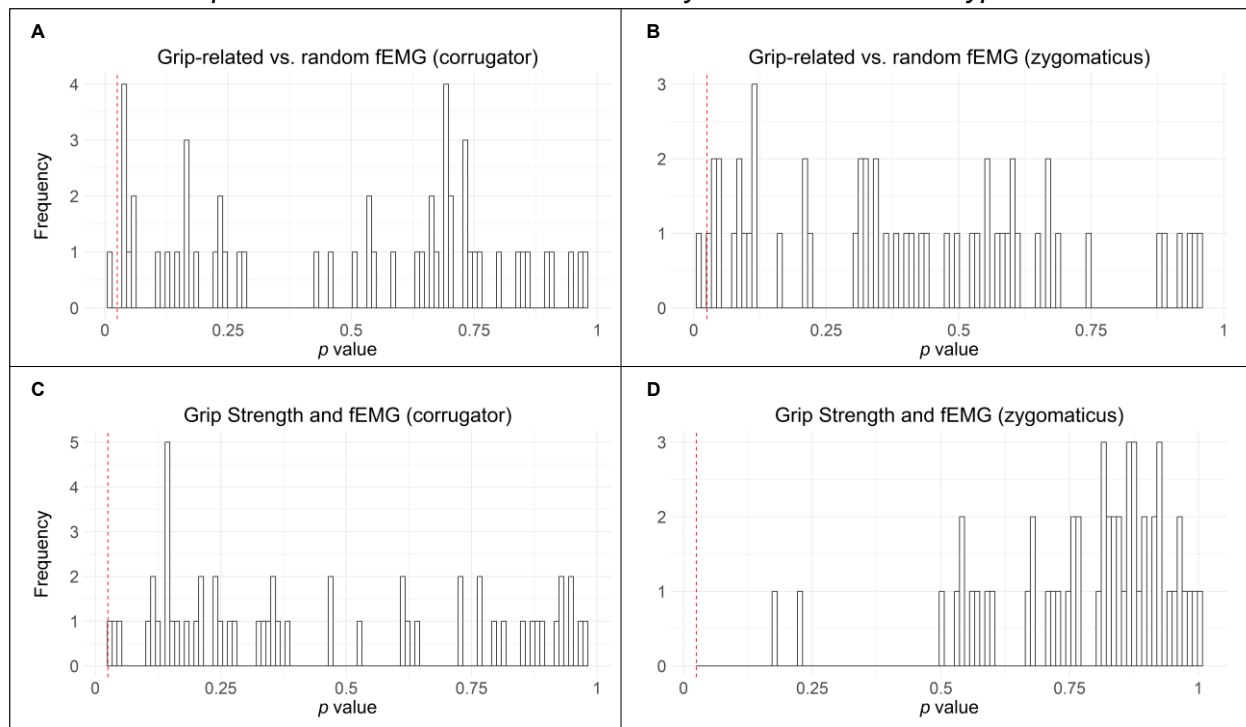 A
Grip-related vs. random fEMG (corrugator)
4
3
2
1
0
Frequency
0 0.25 0.5 0.75 1
p value
B
Grip-related vs. random fEMG (zygomaticus)
3
2
1
0
0 0.25 0.5 0.75 1
p value
C
Grip Strength and fEMG (corrugator)
5
4
3
2
1
0
Frequency
0 0.25 0.5 0.75 1
p value
D
Grip Strength and fEMG (zygomaticus)
3
2
1
0
0 0.25 0.5 0.75 1
p value